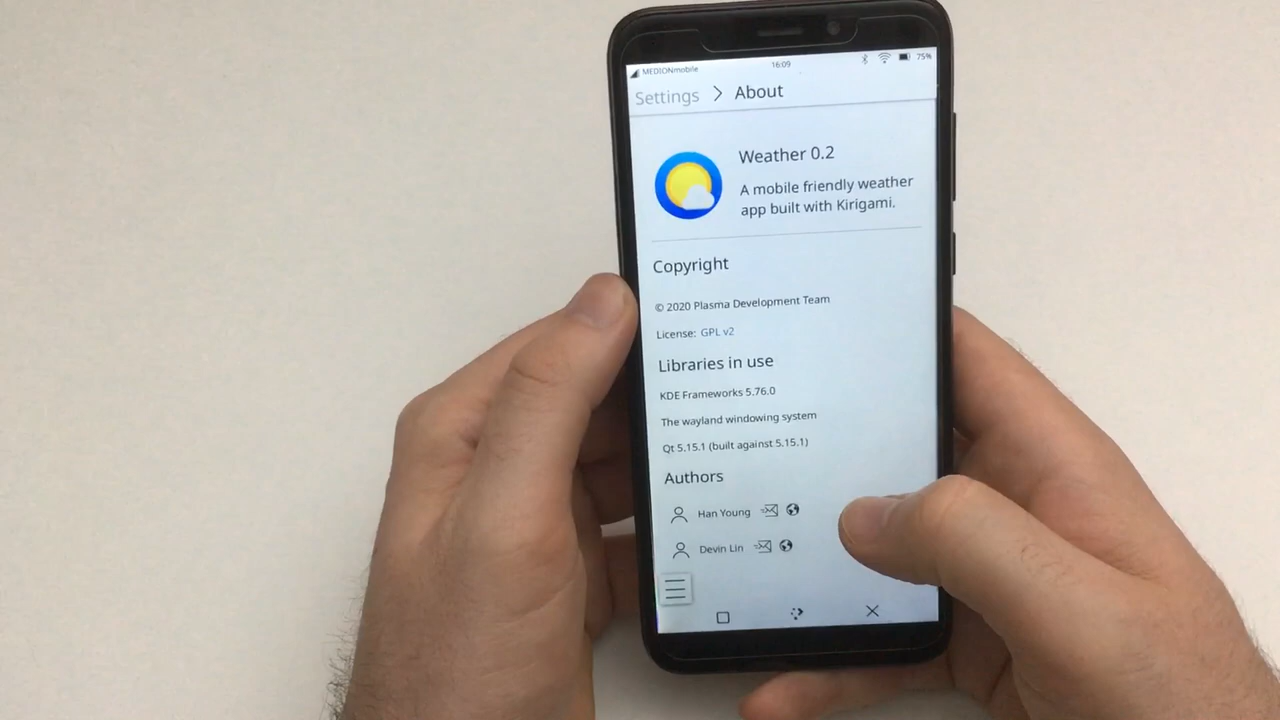 MEDIONmobile 16:09 75%
Settings > About
Weather 0.2
A mobile friendly weather
app built with Kirigami.
Copyright
© 2020 Plasma Development Team
License: GPL v2
Libraries in use
KDE Frameworks 5.76.0
The wayland windowing system
Qt 5.15.1 (built against 5.15.1)
Authors
Han Young
Devin Lin